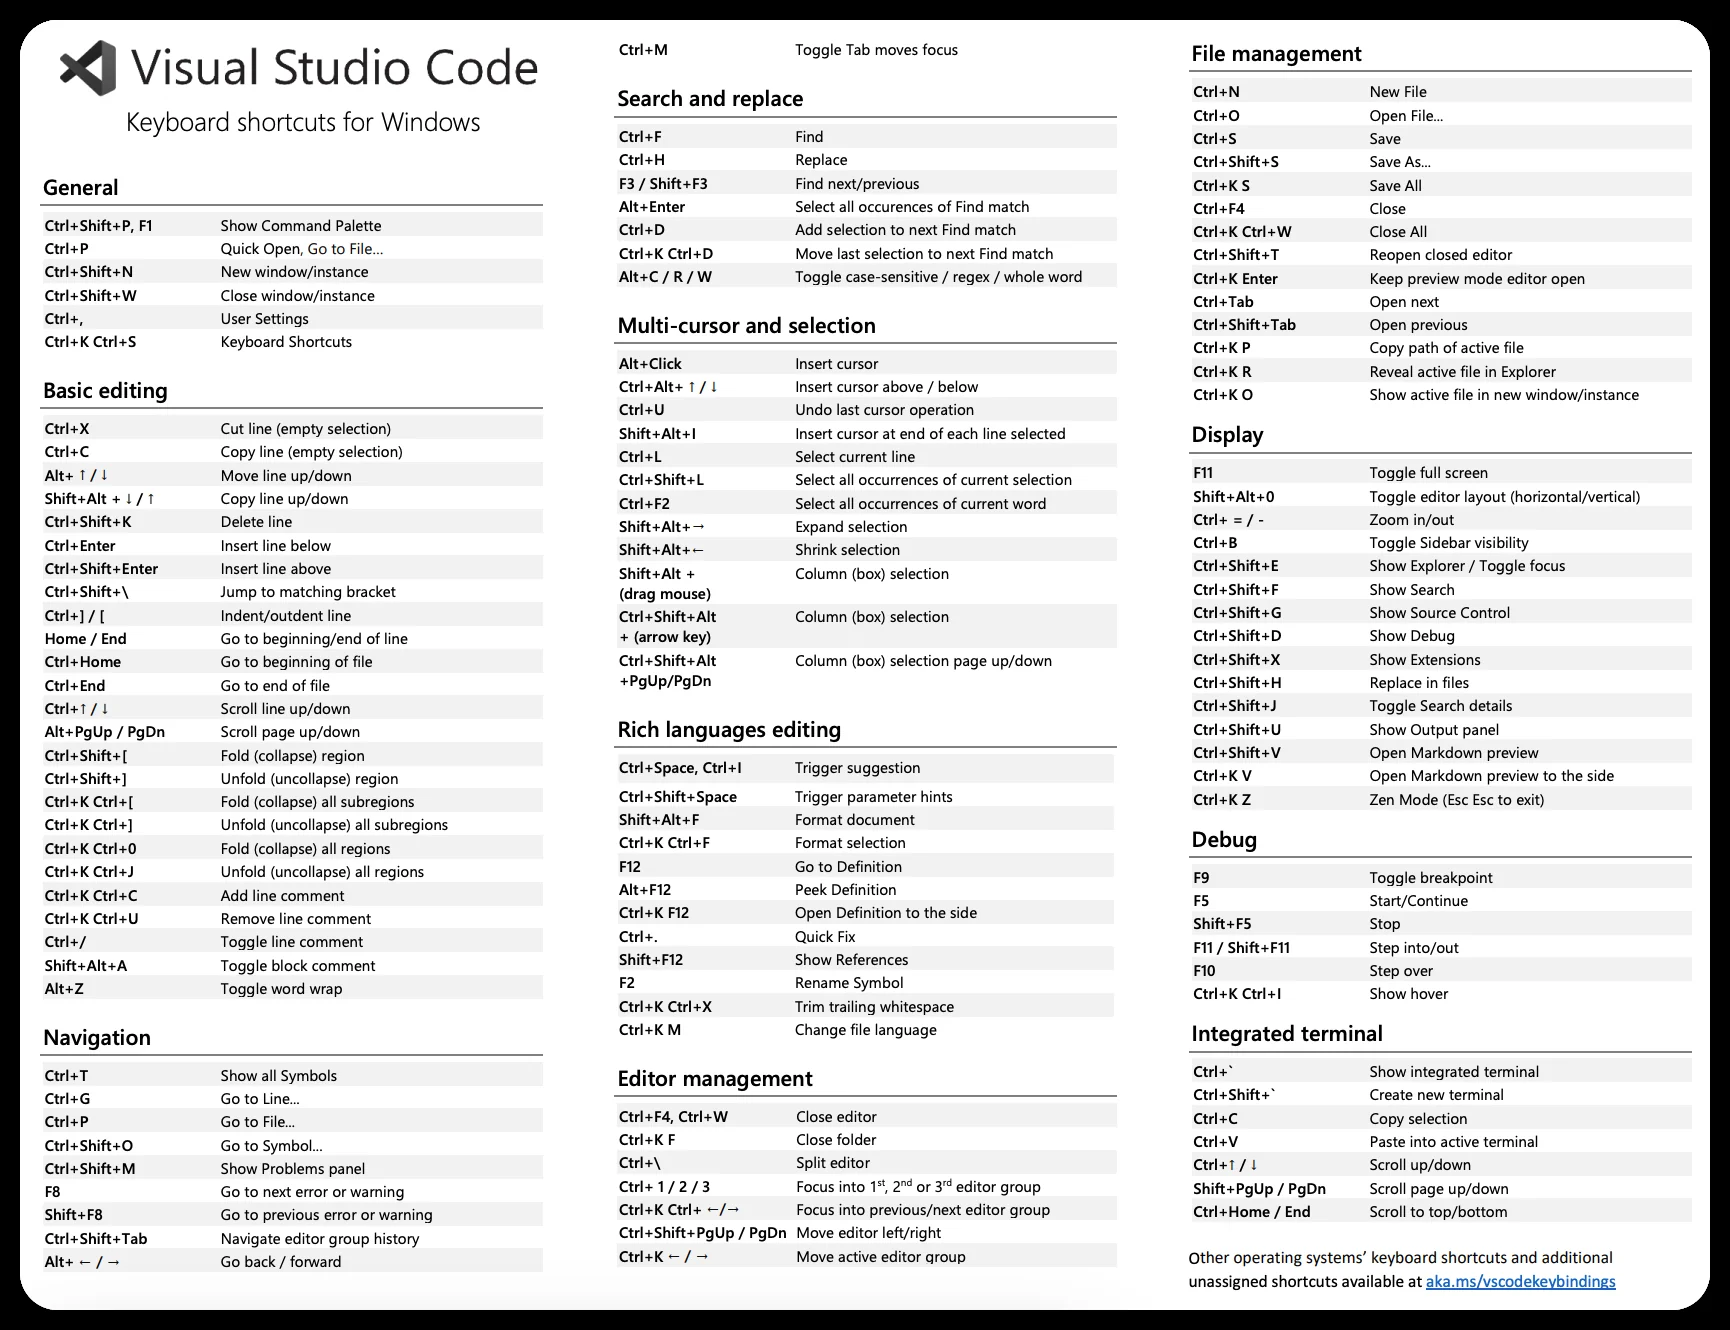 Visual Studio Code
Keyboard shortcuts for Windows
General
Ctrl+Shift+P, F1 Show Command Palette
Ctrl+P Quick Open, Go to File...
Ctrl+Shift+N New window/instance
Ctrl+Shift+W Close window/instance
Ctrl+, User Settings
Ctrl+K Ctrl+S Keyboard Shortcuts
Basic editing
Ctrl+X Cut line (empty selection)
Ctrl+C Copy line (empty selection)
Alt+ ↑ / ↓ Move line up/down
Shift+Alt + ↓ / ↑ Copy line up/down
Ctrl+Shift+K Delete line
Ctrl+Enter Insert line below
Ctrl+Shift+Enter Insert line above
Ctrl+Shift+\ Jump to matching bracket
Ctrl+] / [ Indent/outdent line
Home / End Go to beginning/end of line
Ctrl+Home Go to beginning of file
Ctrl+End Go to end of file
Ctrl+↑ / ↓ Scroll line up/down
Alt+PgUp / PgDn Scroll page up/down
Ctrl+Shift+[ Fold (collapse) region
Ctrl+Shift+] Unfold (uncollapse) region
Ctrl+K Ctrl+[ Fold (collapse) all subregions
Ctrl+K Ctrl+] Unfold (uncollapse) all subregions
Ctrl+K Ctrl+0 Fold (collapse) all regions
Ctrl+K Ctrl+J Unfold (uncollapse) all regions
Ctrl+K Ctrl+C Add line comment
Ctrl+K Ctrl+U Remove line comment
Ctrl+/ Toggle line comment
Shift+Alt+A Toggle block comment
Alt+Z Toggle word wrap
Navigation
Ctrl+T Show all Symbols
Ctrl+G Go to Line...
Ctrl+P Go to File...
Ctrl+Shift+O Go to Symbol...
Ctrl+Shift+M Show Problems panel
F8 Go to next error or warning
Shift+F8 Go to previous error or warning
Ctrl+Shift+Tab Navigate editor group history
Alt+ ← / → Go back / forward
Ctrl+M Toggle Tab moves focus
Search and replace
Ctrl+F Find
Ctrl+H Replace
F3 / Shift+F3 Find next/previous
Alt+Enter Select all occurences of Find match
Ctrl+D Add selection to next Find match
Ctrl+K Ctrl+D Move last selection to next Find match
Alt+C / R / W Toggle case-sensitive / regex / whole word
Multi-cursor and selection
Alt+Click Insert cursor
Ctrl+Alt+ ↑ / ↓ Insert cursor above / below
Ctrl+U Undo last cursor operation
Shift+Alt+I Insert cursor at end of each line selected
Ctrl+L Select current line
Ctrl+Shift+L Select all occurrences of current selection
Ctrl+F2 Select all occurrences of current word
Shift+Alt+→ Expand selection
Shift+Alt+← Shrink selection
Shift+Alt + Column (box) selection
(drag mouse)
Ctrl+Shift+Alt Column (box) selection
+ (arrow key)
Ctrl+Shift+Alt Column (box) selection page up/down
+PgUp/PgDn
Rich languages editing
Ctrl+Space, Ctrl+I Trigger suggestion
Ctrl+Shift+Space Trigger parameter hints
Shift+Alt+F Format document
Ctrl+K Ctrl+F Format selection
F12 Go to Definition
Alt+F12 Peek Definition
Ctrl+K F12 Open Definition to the side
Ctrl+. Quick Fix
Shift+F12 Show References
F2 Rename Symbol
Ctrl+K Ctrl+X Trim trailing whitespace
Ctrl+K M Change file language
Editor management
Ctrl+F4, Ctrl+W Close editor
Ctrl+K F Close folder
Ctrl+\ Split editor
Ctrl+ 1 / 2 / 3 Focus into 1st, 2nd or 3rd editor group
Ctrl+K Ctrl+ ←/→ Focus into previous/next editor group
Ctrl+Shift+PgUp / PgDn Move editor left/right
Ctrl+K ← / → Move active editor group
File management
Ctrl+N New File
Ctrl+O Open File...
Ctrl+S Save
Ctrl+Shift+S Save As...
Ctrl+K S Save All
Ctrl+F4 Close
Ctrl+K Ctrl+W Close All
Ctrl+Shift+T Reopen closed editor
Ctrl+K Enter Keep preview mode editor open
Ctrl+Tab Open next
Ctrl+Shift+Tab Open previous
Ctrl+K P Copy path of active file
Ctrl+K R Reveal active file in Explorer
Ctrl+K O Show active file in new window/instance
Display
F11 Toggle full screen
Shift+Alt+0 Toggle editor layout (horizontal/vertical)
Ctrl+ = / - Zoom in/out
Ctrl+B Toggle Sidebar visibility
Ctrl+Shift+E Show Explorer / Toggle focus
Ctrl+Shift+F Show Search
Ctrl+Shift+G Show Source Control
Ctrl+Shift+D Show Debug
Ctrl+Shift+X Show Extensions
Ctrl+Shift+H Replace in files
Ctrl+Shift+J Toggle Search details
Ctrl+Shift+U Show Output panel
Ctrl+Shift+V Open Markdown preview
Ctrl+K V Open Markdown preview to the side
Ctrl+K Z Zen Mode (Esc Esc to exit)
Debug
F9 Toggle breakpoint
F5 Start/Continue
Shift+F5 Stop
F11 / Shift+F11 Step into/out
F10 Step over
Ctrl+K Ctrl+I Show hover
Integrated terminal
Ctrl+` Show integrated terminal
Ctrl+Shift+` Create new terminal
Ctrl+C Copy selection
Ctrl+V Paste into active terminal
Ctrl+↑ / ↓ Scroll up/down
Shift+PgUp / PgDn Scroll page up/down
Ctrl+Home / End Scroll to top/bottom
Other operating systems’ keyboard shortcuts and additional
unassigned shortcuts available at aka.ms/vscodekeybindings